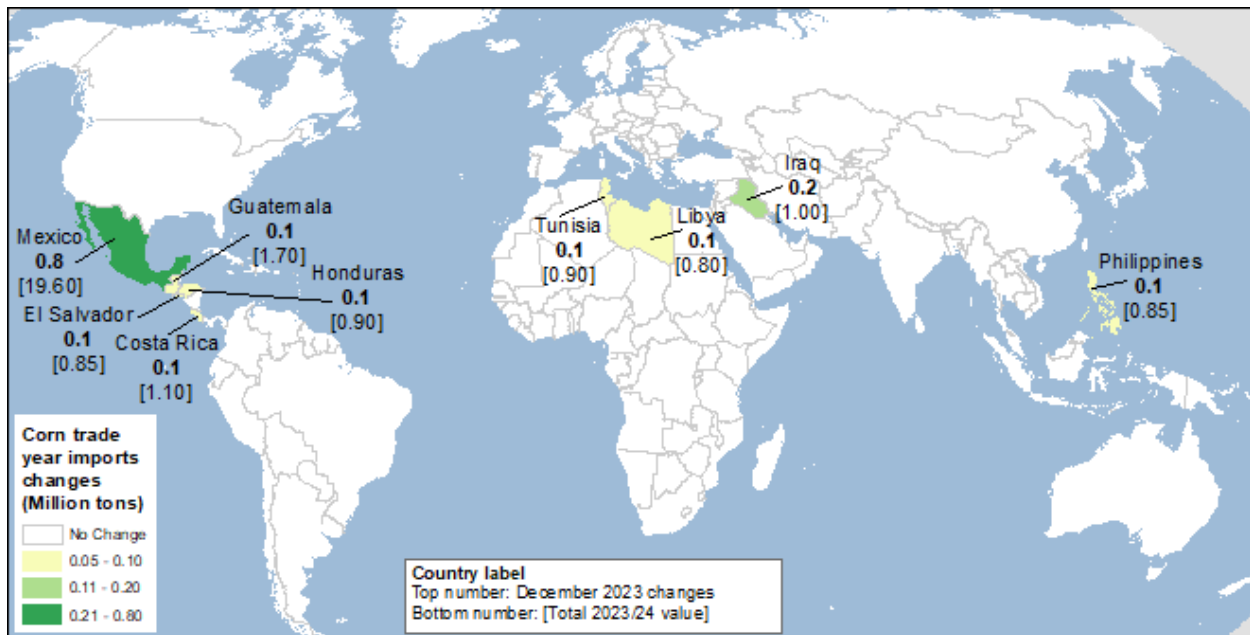 Iraq
0.2
[1.00]
Guatemala
0.1
[1.70]
Tunisia
0.1
[0.90]
Libya
0.1
[0.80]
Mexico
0.8
[19.60]
Honduras
0.1
[0.90]
Philippines
0.1
[0.85]
El Salvador
0.1
[0.85]
Costa Rica
0.1
[1.10]
Corn trade
year imports
changes
(Million tons)
No Change
0.05 - 0.10
0.11 - 0.20
0.21 - 0.80
Country label
Top number: December 2023 changes
Bottom number: [Total 2023/24 value]